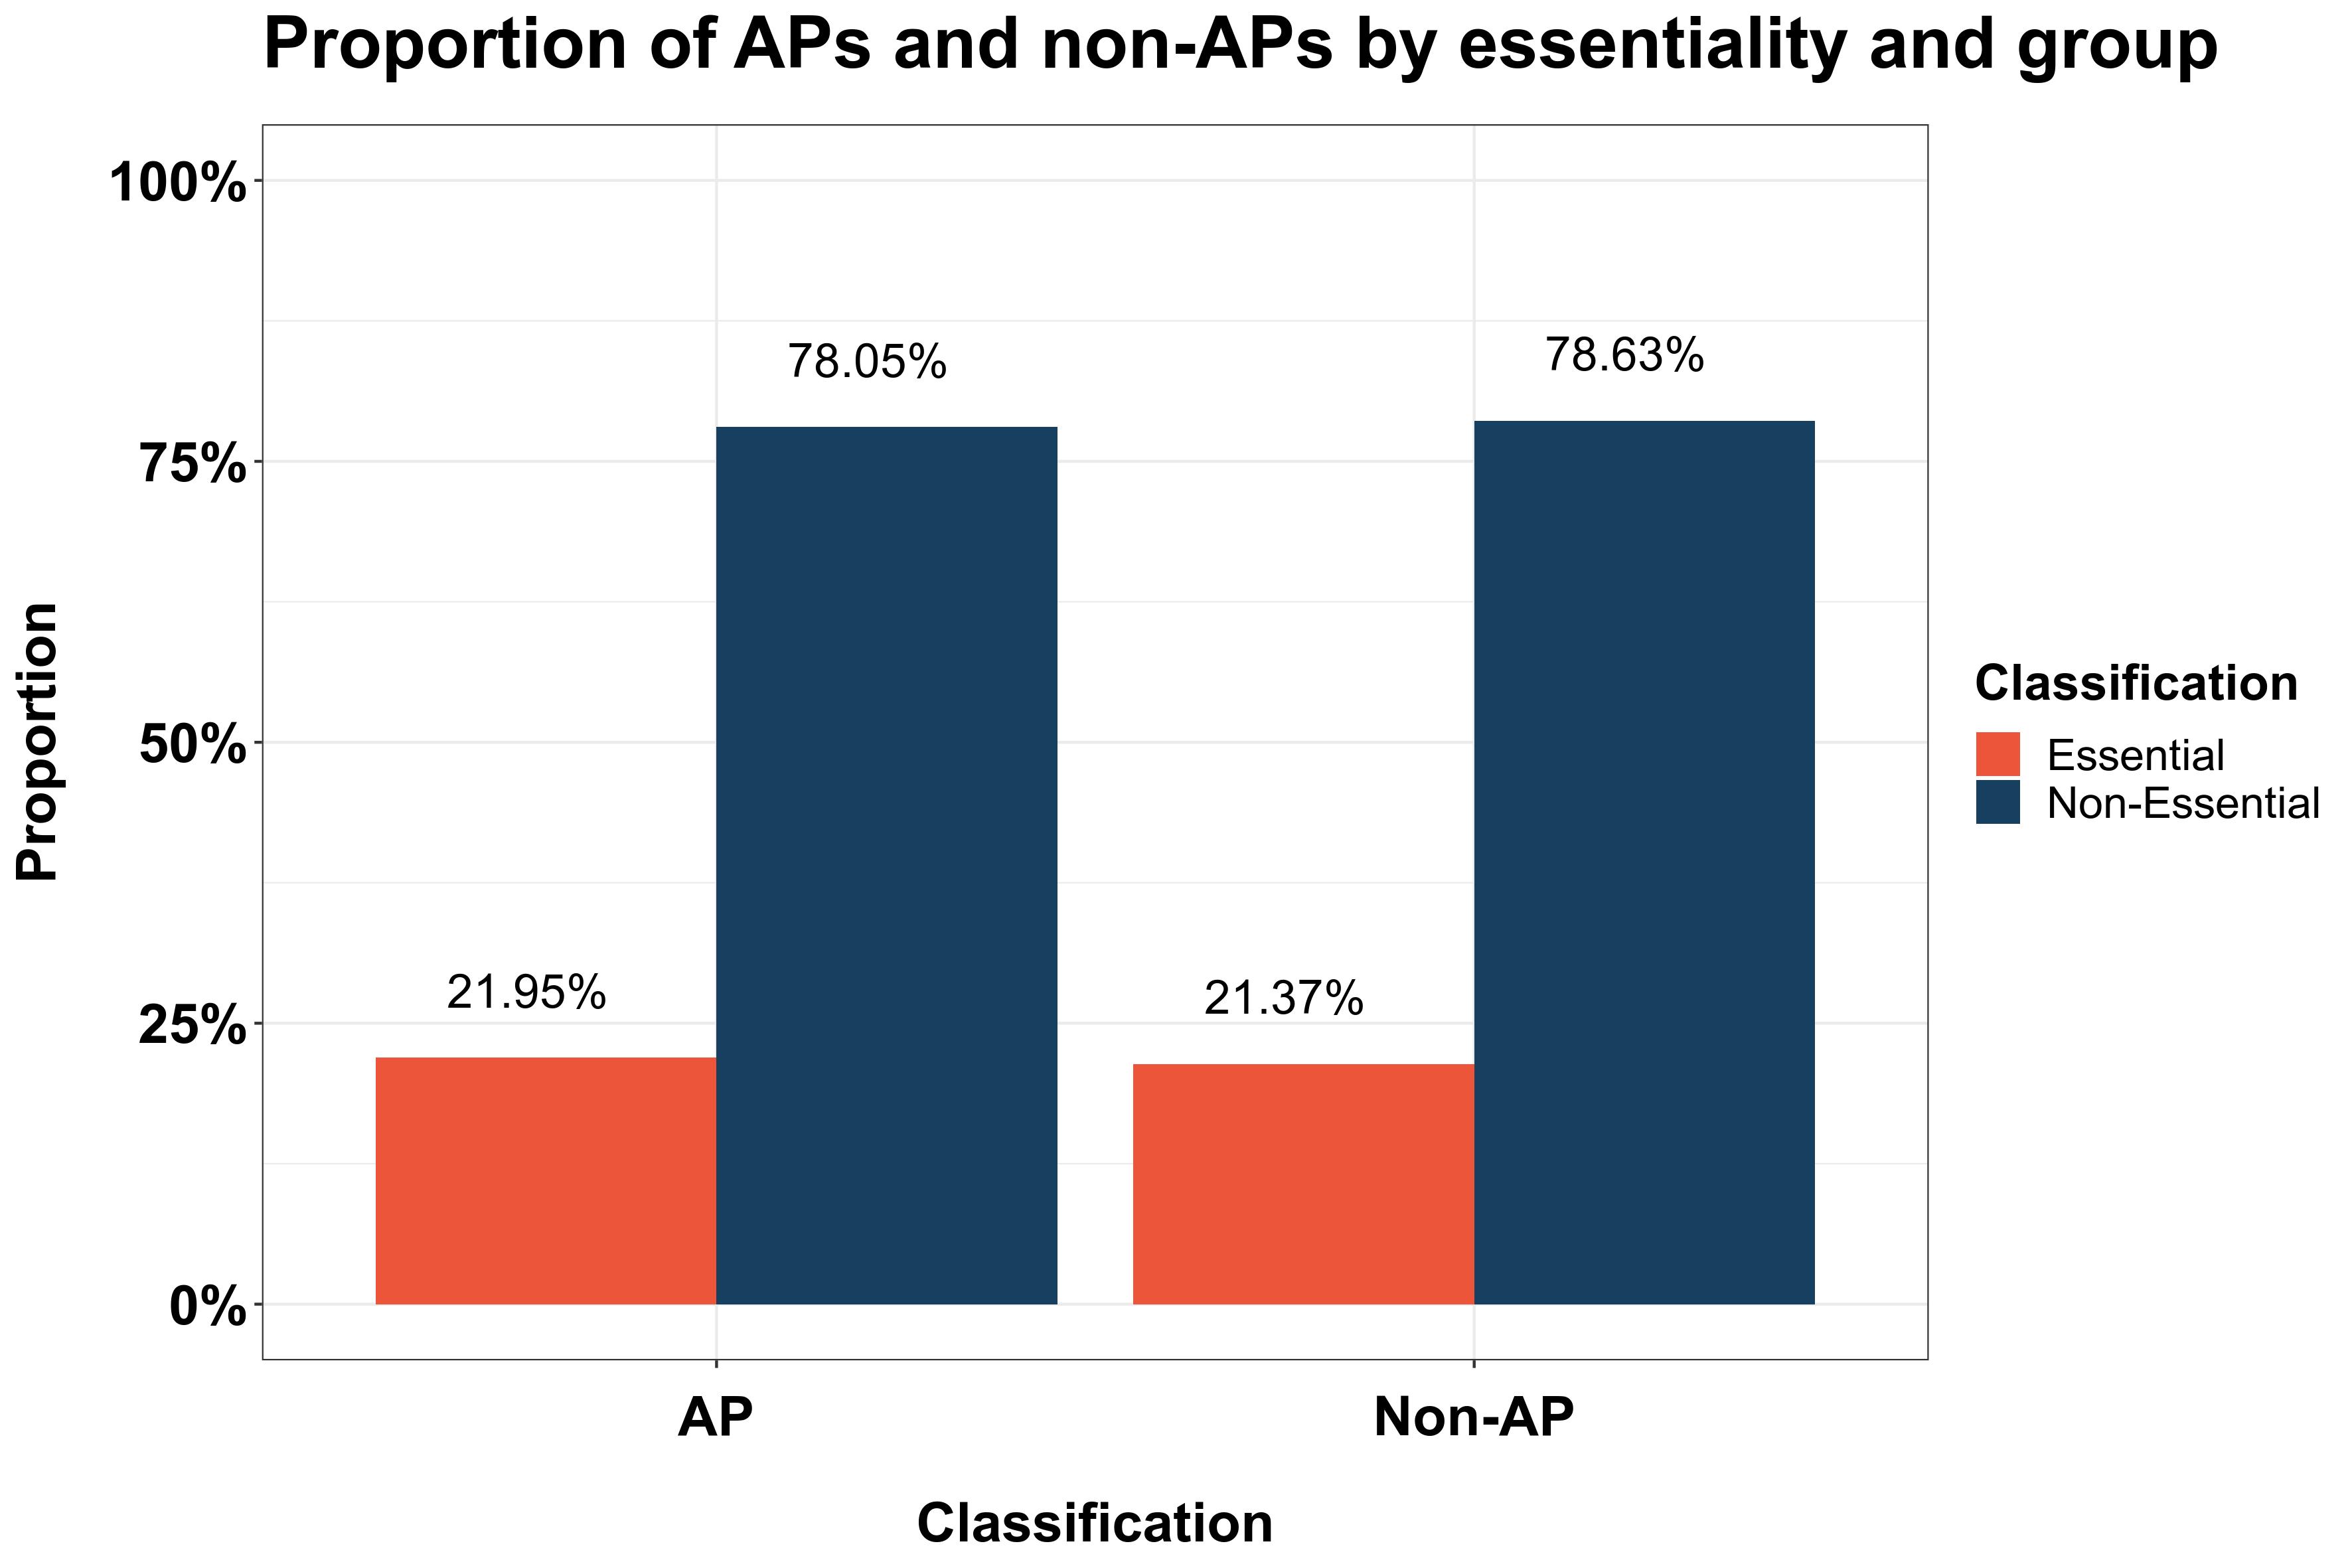 Proportion of APs and non-APs by essentiality and group
100%
75%
50%
25%
0%
Proportion
78.05%
78.63%
21.95%
21.37%
AP
Non-AP
Classification
Classification
Essential
Non-Essential